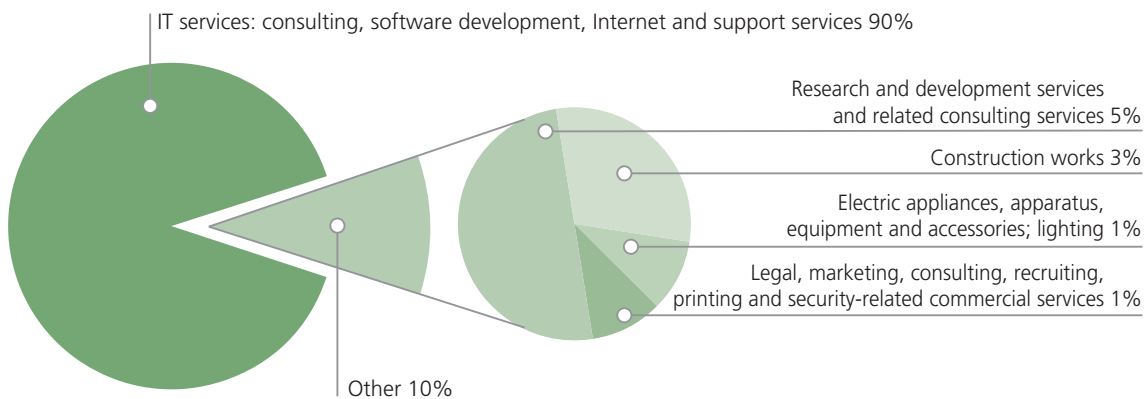 IT services: consulting, software development, Internet and support services 90%
Research and development services
and related consulting services 5%
Construction works 3%
Electric appliances, apparatus,
equipment and accessories; lighting 1%
Legal, marketing, consulting, recruiting,
printing and security-related commercial services 1%
Other 10%